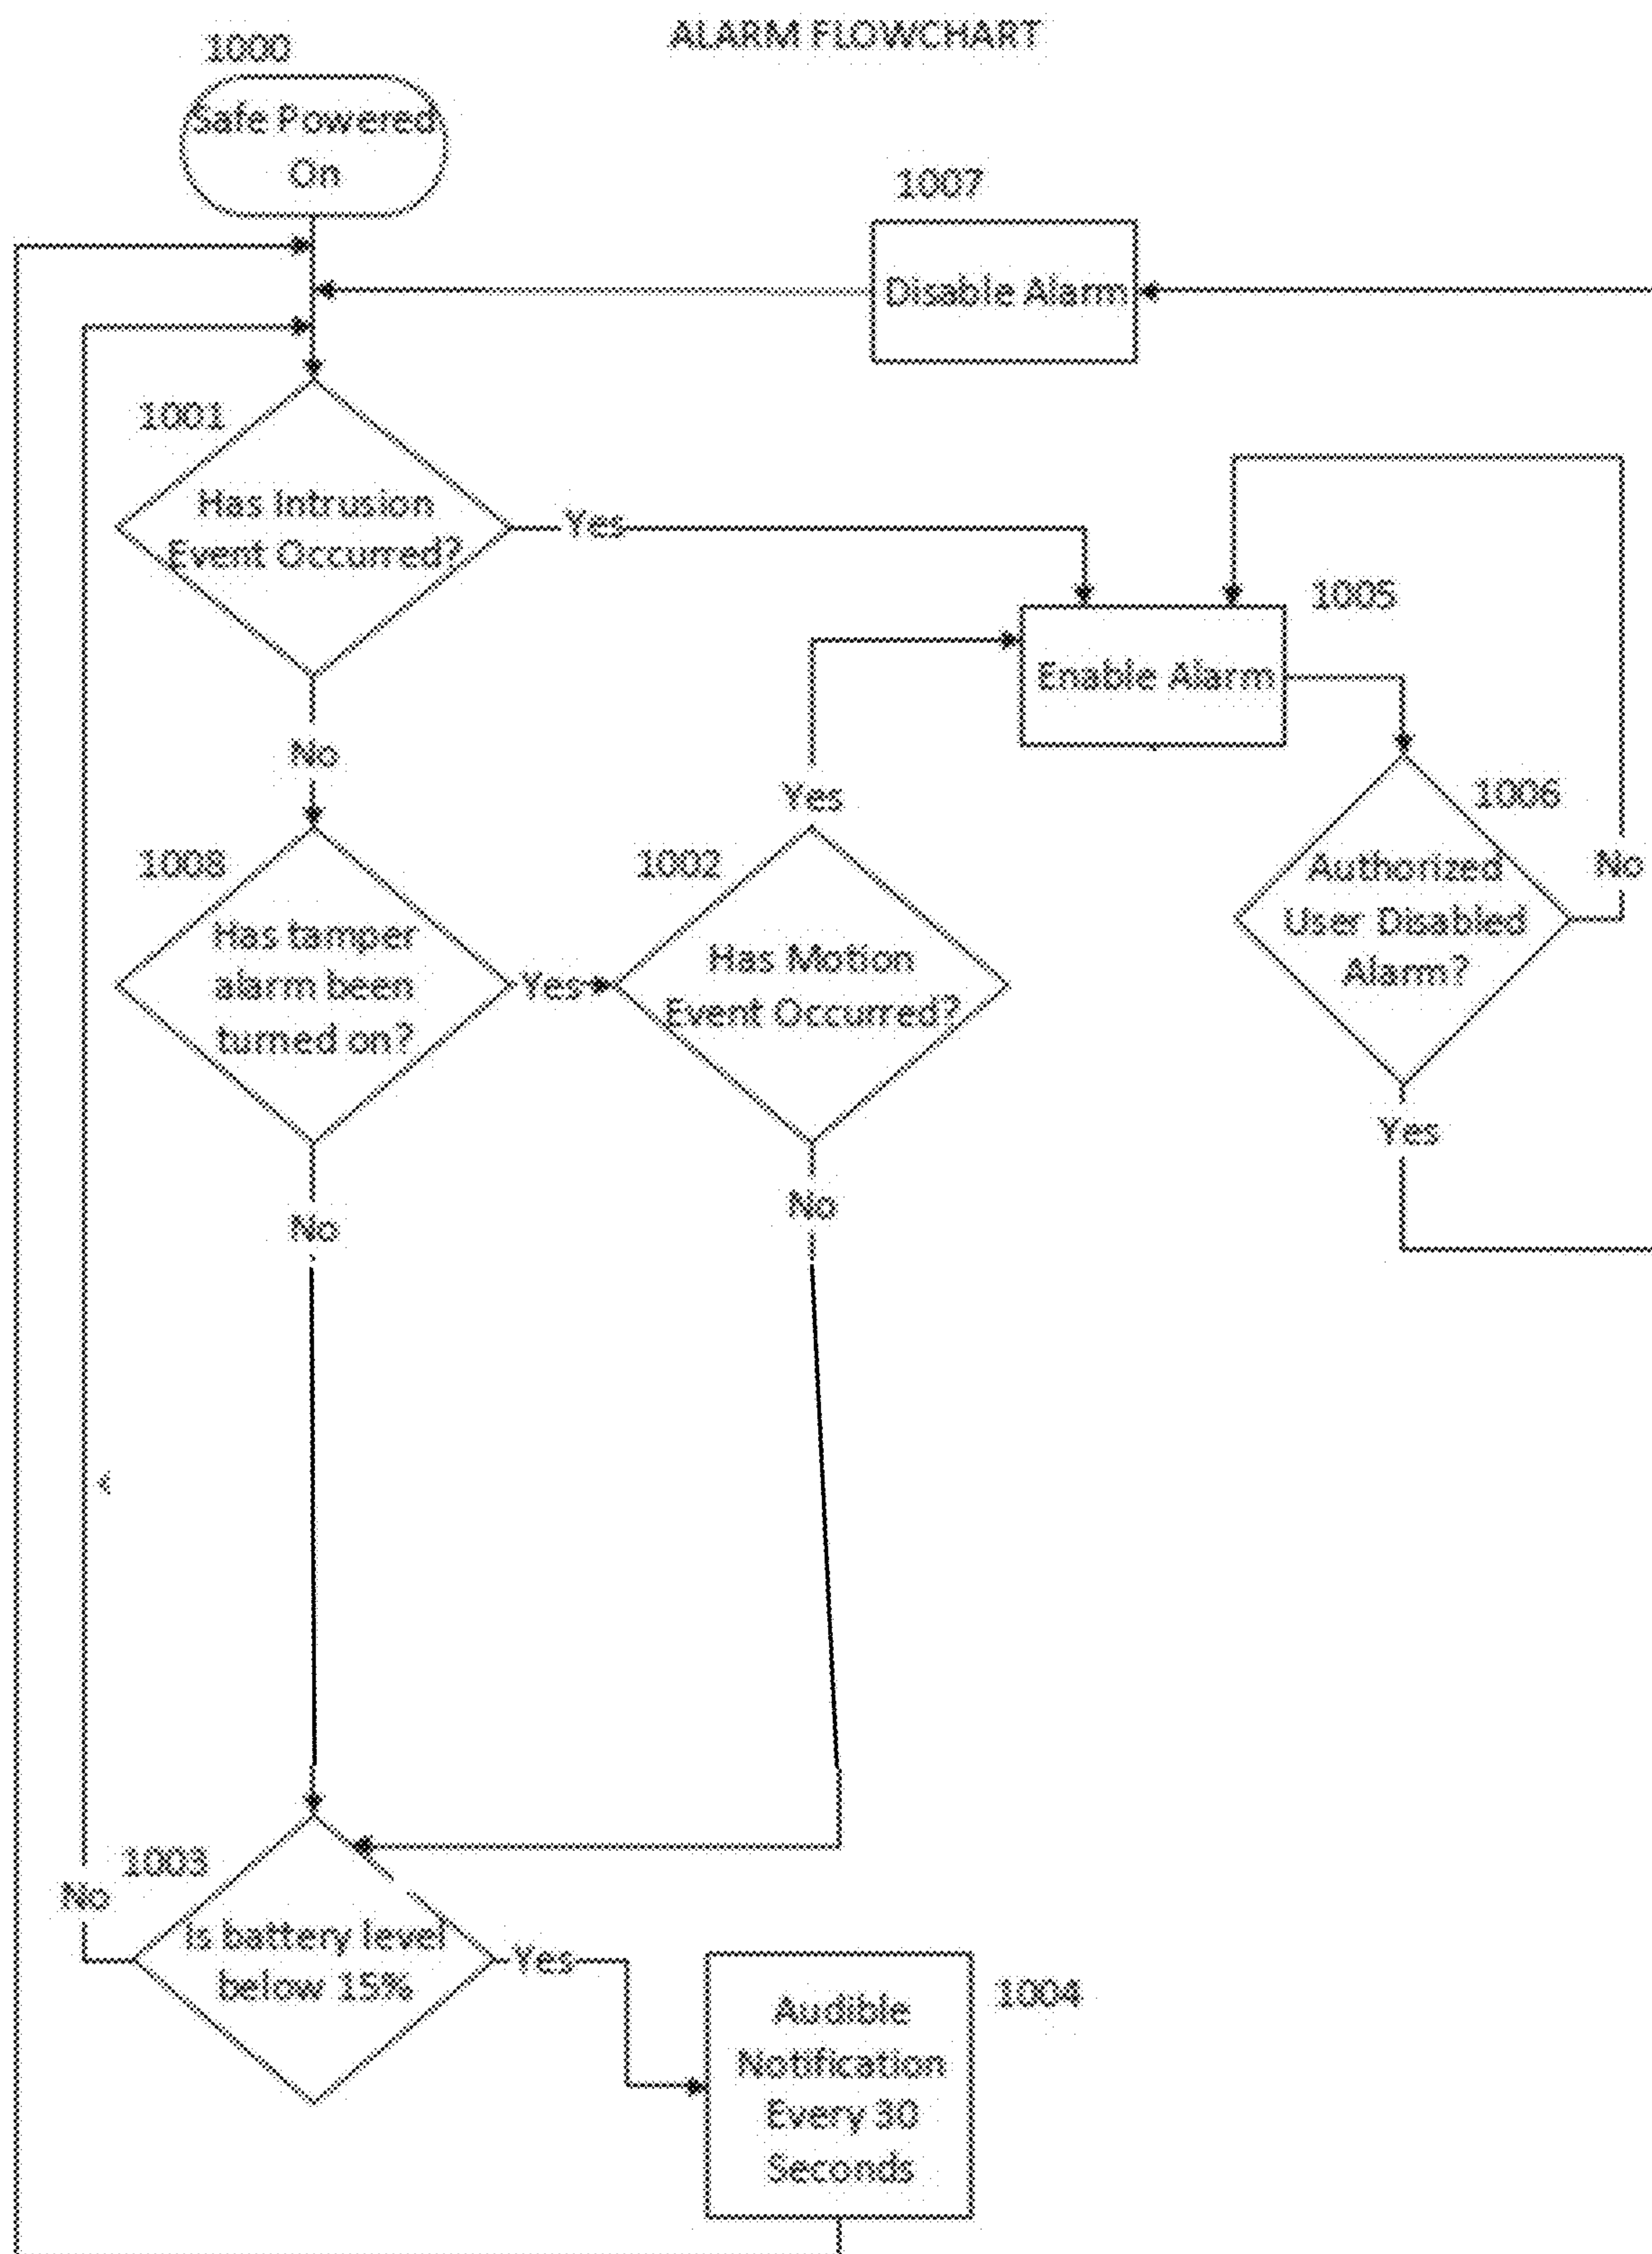 ALARM FLOWCHART
1000
Safe Powered
On
1007
Disable Alarm
1001
Has Intrusion
Event Occurred?
Yes
No
1005
Enable Alarm
1008
Has tamper
alarm been
turned on?
Yes
No
1002
Has Motion
Event Occurred?
Yes
No
1006
Authorized
User Disabled
Alarm?
No
Yes
1003
Is battery level
below 15%
No
Yes
1004
Audible
Notification
Every 30
Seconds